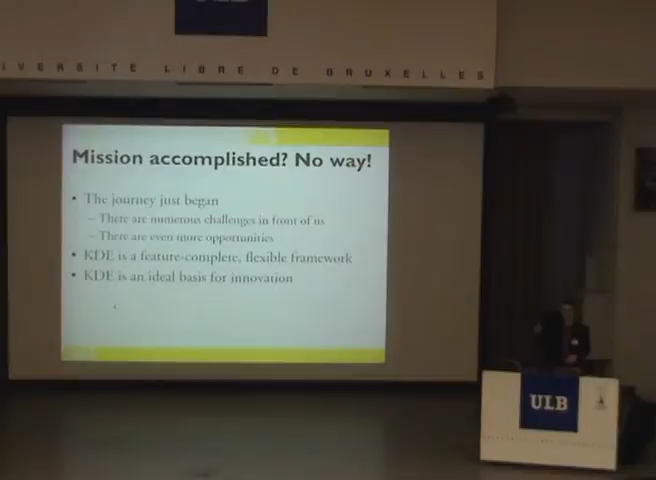 ULB
IVERSITE LIBRE DE BRUXELLES
Mission accomplished? No way!
• The journey just began
– There are numerous challenges in front of us
– There are even more opportunities
• KDE is a feature-complete, flexible framework
• KDE is an ideal basis for innovation
ULB